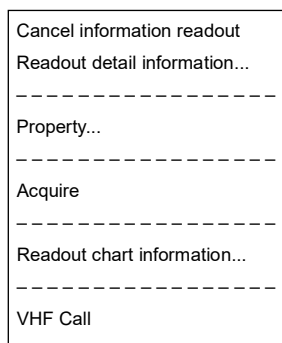 Cancel information readout
Readout detail information...
– – – – – – – – – – – – – – – – –
Property...
– – – – – – – – – – – – – – – – –
Acquire
– – – – – – – – – – – – – – – – –
Readout chart information...
– – – – – – – – – – – – – – – – –
VHF Call